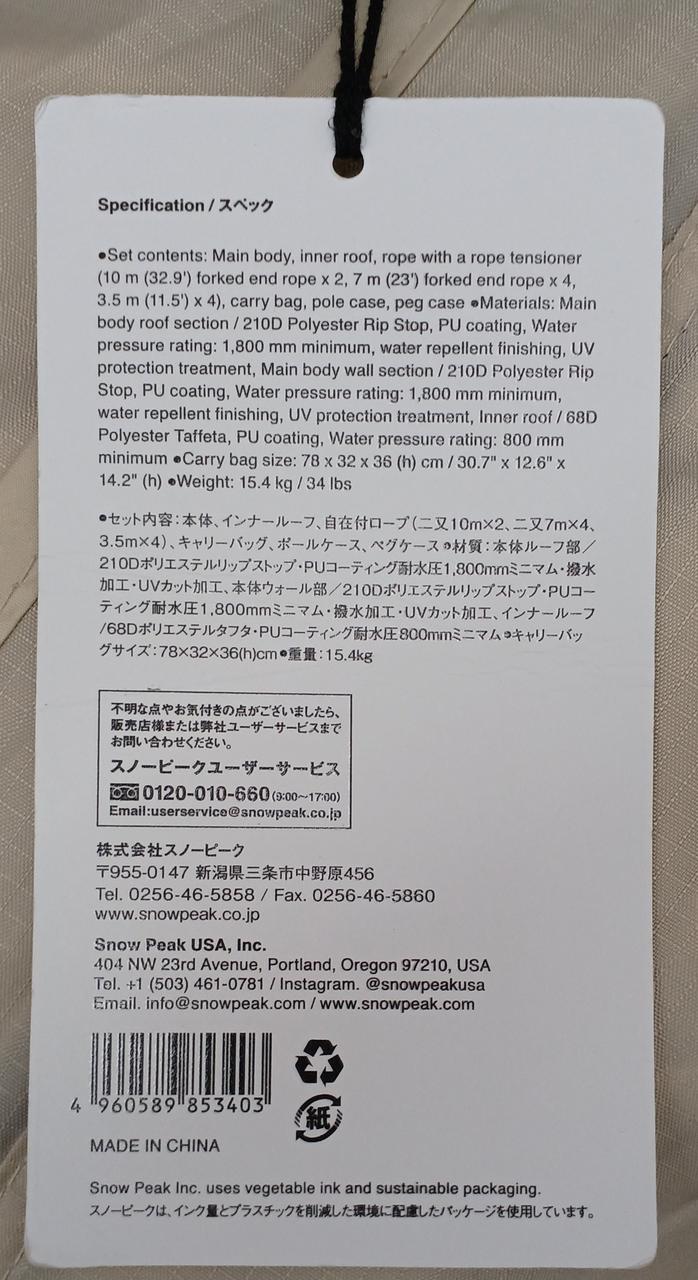 Specification / スペック
●Set contents: Main body, inner roof, rope with a rope tensioner
(10 m (32.9') forked end rope x 2, 7 m (23') forked end rope x 4,
3.5 m (11.5') x 4), carry bag, pole case, peg case ●Materials: Main
body roof section / 210D Polyester Rip Stop, PU coating, Water
pressure rating: 1,800 mm minimum, water repellent finishing, UV
protection treatment, Main body wall section / 210D Polyester Rip
Stop, PU coating, Water pressure rating: 1,800 mm minimum,
water repellent finishing, UV protection treatment, Inner roof / 68D
Polyester Taffeta, PU coating, Water pressure rating: 800 mm
minimum ●Carry bag size: 78 x 32 x 36 (h) cm / 30.7" x 12.6" x
14.2" (h) ●Weight: 15.4 kg / 34 lbs
●セット内容：本体、インナールーフ、自在付ロープ（二又10m×2、二又7m×4、
3.5m×4）、キャリーバッグ、ポールケース、ペグケース●材質：本体ルーフ部／
210Dポリエステルリップストップ・PUコーティング耐水圧1,800mmミニマム・撥水
加工・UVカット加工、本体ウォール部／210Dポリエステルリップストップ・PUコー
ティング耐水圧1,800mmミニマム・撥水加工・UVカット加工、インナールーフ
/68Dポリエステルタフタ・PUコーティング耐水圧800mmミニマム●キャリーバッ
グサイズ：78×32×36(h)cm●重量：15.4kg
不明な点やお気付きの点がございましたら、
販売店様または弊社ユーザーサービスまで
お問い合わせください。
スノーピークユーザーサービス
0120-010-660(9:00〜17:00)
Email:userservice@snowpeak.co.jp
株式会社スノーピーク
〒955-0147 新潟県三条市中野原456
Tel. 0256-46-5858 / Fax. 0256-46-5860
www.snowpeak.co.jp
Snow Peak USA, Inc.
404 NW 23rd Avenue, Portland, Oregon 97210, USA
Tel. +1 (503) 461-0781 / Instagram. @snowpeakusa
Email. info@snowpeak.com / www.snowpeak.com
4 960589 853403
紙
MADE IN CHINA
Snow Peak Inc. uses vegetable ink and sustainable packaging.
スノーピークは、インク量とプラスチックを削減した環境に配慮したパッケージを使用しています。